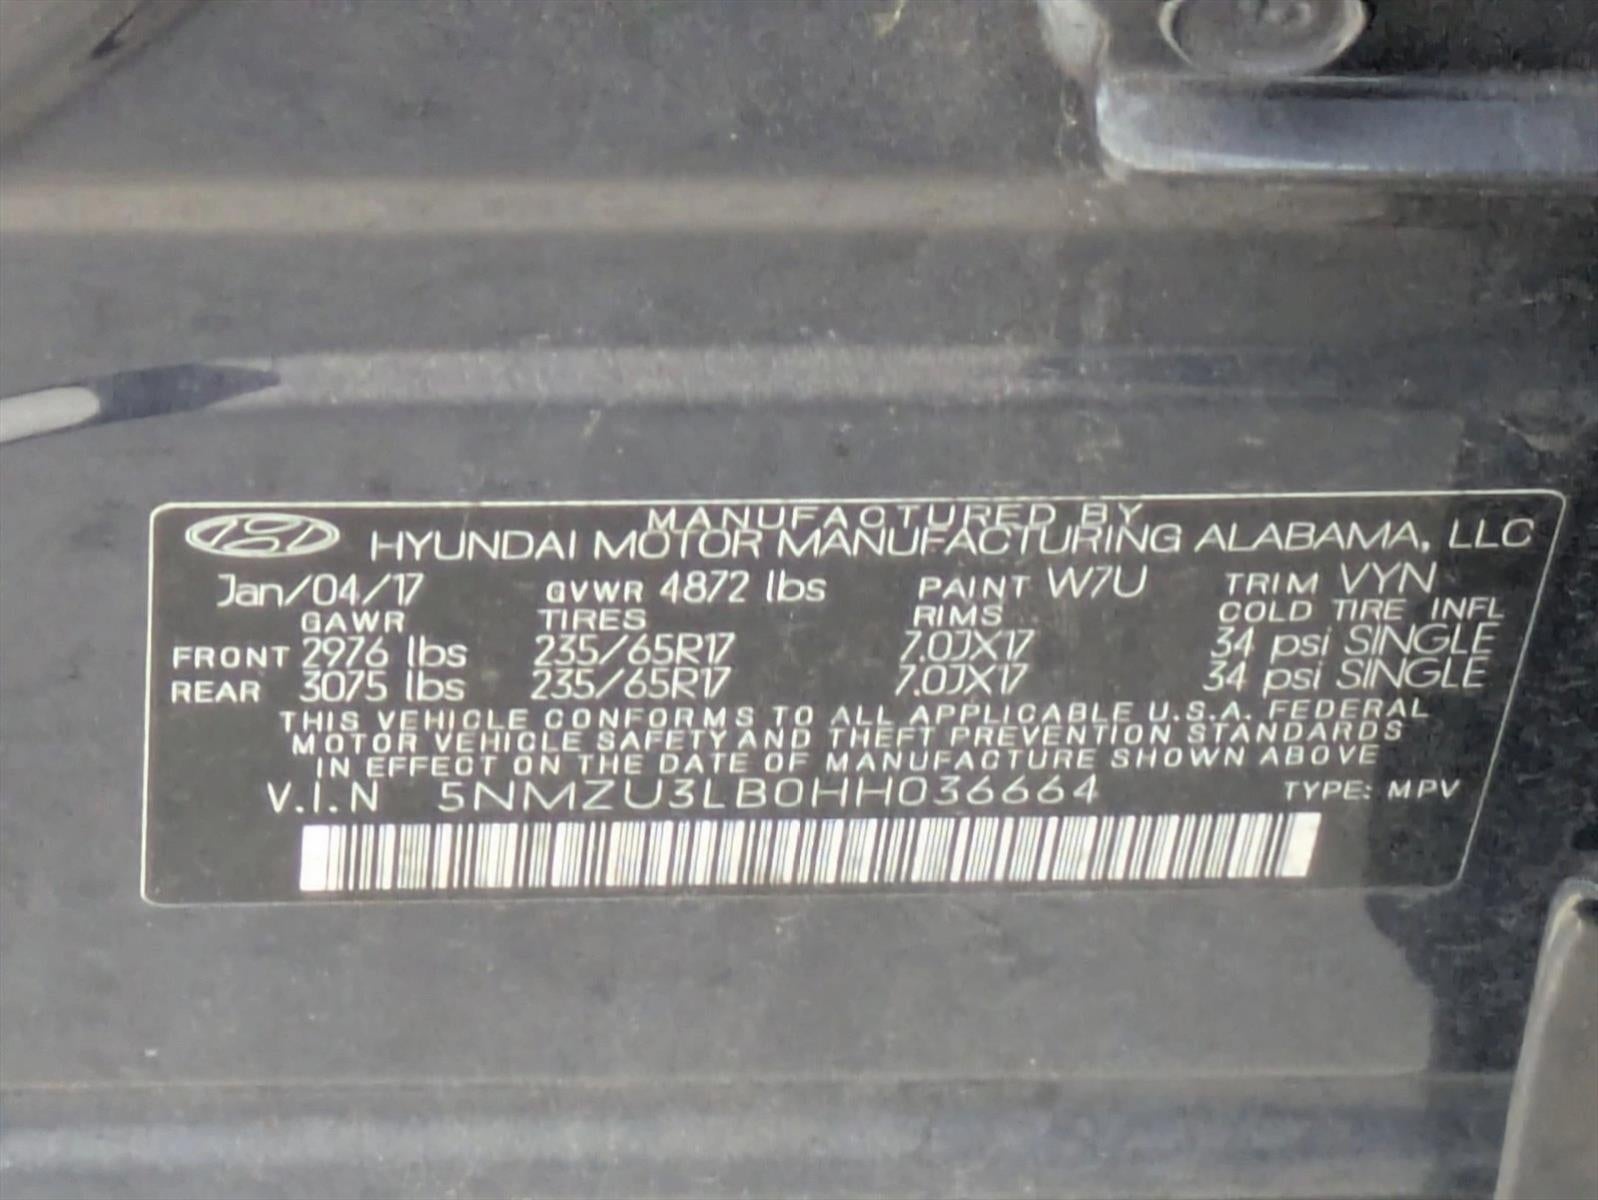 MANUFACTURED BY
HYUNDAI MOTOR MANUFACTURING ALABAMA, LLC
Jan/04/17 GVWR 4872 lbs PAINT W7U TRIM VYN
GAWR TIRES RIMS COLD TIRE INFL
FRONT 2976 lbs 235/65R17 7.0JX17 34 psi SINGLE
REAR 3075 lbs 235/65R17 7.0JX17 34 psi SINGLE
THIS VEHICLE CONFORMS TO ALL APPLICABLE U.S.A. FEDERAL
MOTOR VEHICLE SAFETY AND THEFT PREVENTION STANDARDS
IN EFFECT ON THE DATE OF MANUFACTURE SHOWN ABOVE
V.I.N 5NMZU3LB0HH036664 TYPE: MPV